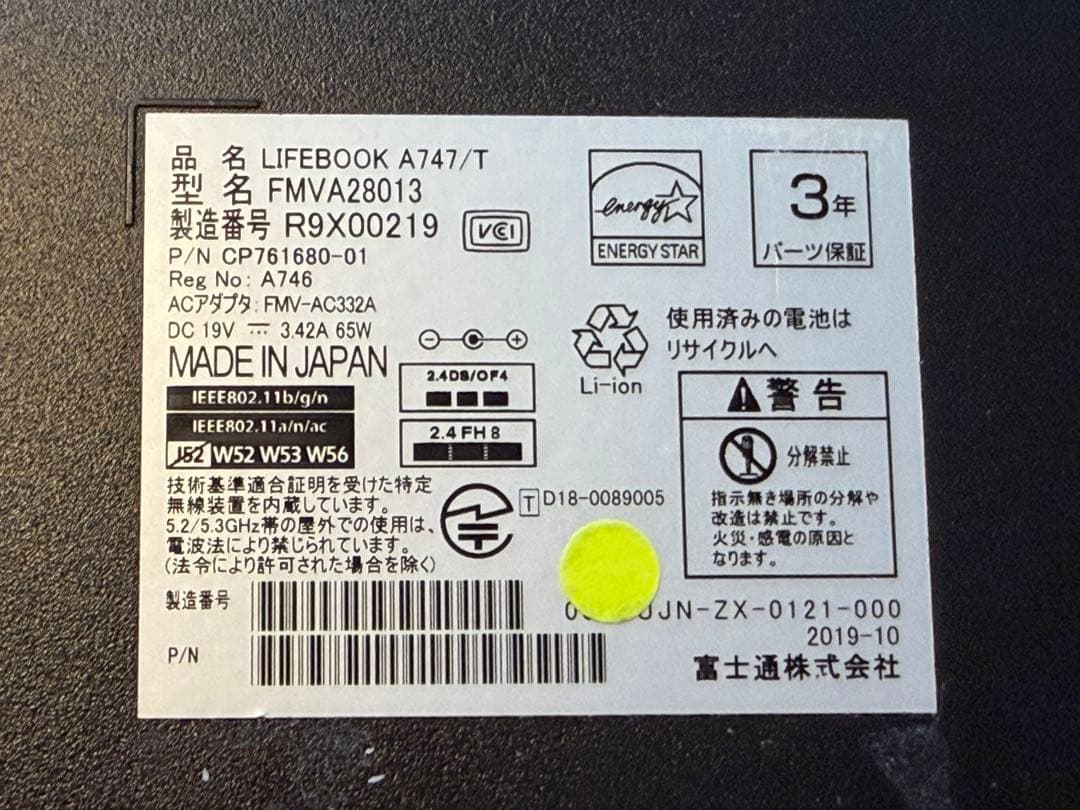 品 名 LIFEBOOK A747/T
型 名 FMVA28013
製造番号 R9X00219
VCI
P/N CP761680-01
Reg No: A746
ACアダプタ: FMV-AC332A
DC 19V ⎓ 3.42A 65W
MADE IN JAPAN
energy
ENERGY STAR
3年
パーツ保証
使用済みの電池は
リサイクルへ
Li-ion
2.4DS/OF4
2.4FH8
IEEE802.11b/g/n
IEEE802.11a/n/ac
J52 W52 W53 W56
警告
分解禁止
指示無き場所の分解や
改造は禁止です。
火災・感電の原因と
なります。
技術基準適合証明を受けた特定
無線装置を内蔵しています。
5.2/5.3GHz帯の屋外での使用は、
電波法により禁じられています。
(法令により許可された場合を除く)
T D18-0089005
製造番号
P/N
JN-ZX-0121-000
2019-10
富士通株式会社